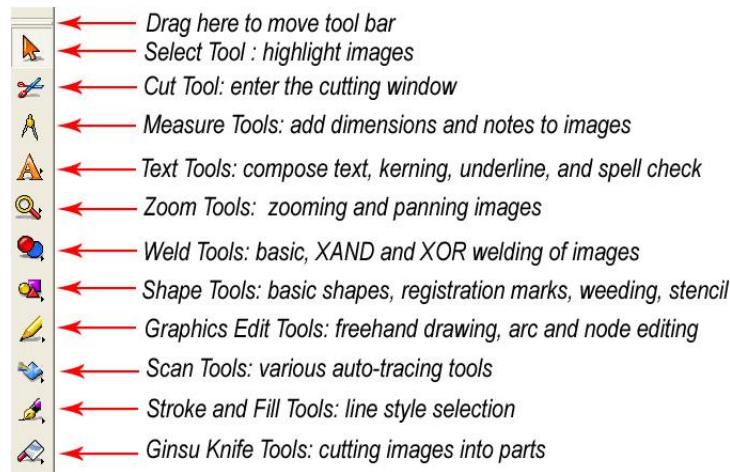 Drag here to move tool bar
Select Tool : highlight images
Cut Tool: enter the cutting window
Measure Tools: add dimensions and notes to images
Text Tools: compose text, kerning, underline, and spell check
Zoom Tools: zooming and panning images
Weld Tools: basic, XAND and XOR welding of images
Shape Tools: basic shapes, registration marks, weeding, stencil
Graphics Edit Tools: freehand drawing, arc and node editing
Scan Tools: various auto-tracing tools
Stroke and Fill Tools: line style selection
Ginsu Knife Tools: cutting images into parts